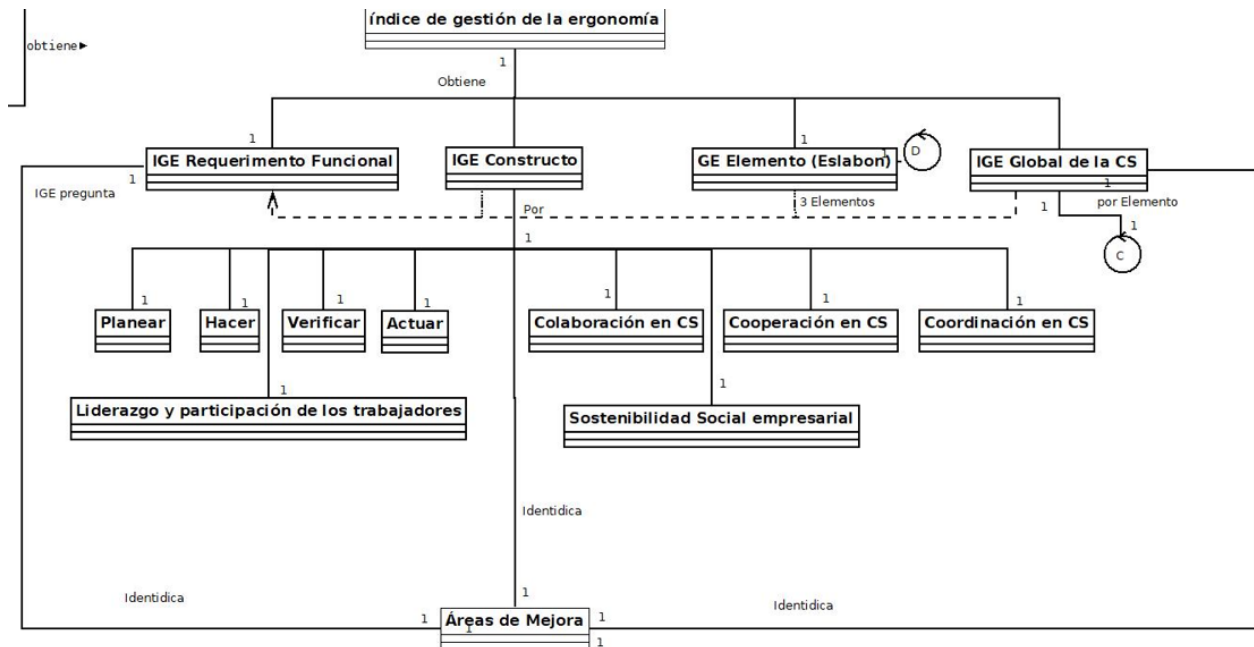 índice de gestión de la ergonomía
obtiene►
1
Obtiene
1
1
IGE Requerimento Funcional
IGE Constructo
GE Elemento (Eslabon)
1
D
IGE Global de la CS
1
IGE pregunta
3 Elementos
1
por Elemento
Por
1
1
1
C
1
1
1
1
1
1
1
Planear
Hacer
Verificar
Actuar
Colaboración en CS
Cooperación en CS
Coordinación en CS
1
1
Liderazgo y participación de los trabajadores
Sostenibilidad Social empresarial
Identidica
1
Identidica
Identidica
1
Áreas de Mejora
1
1
1